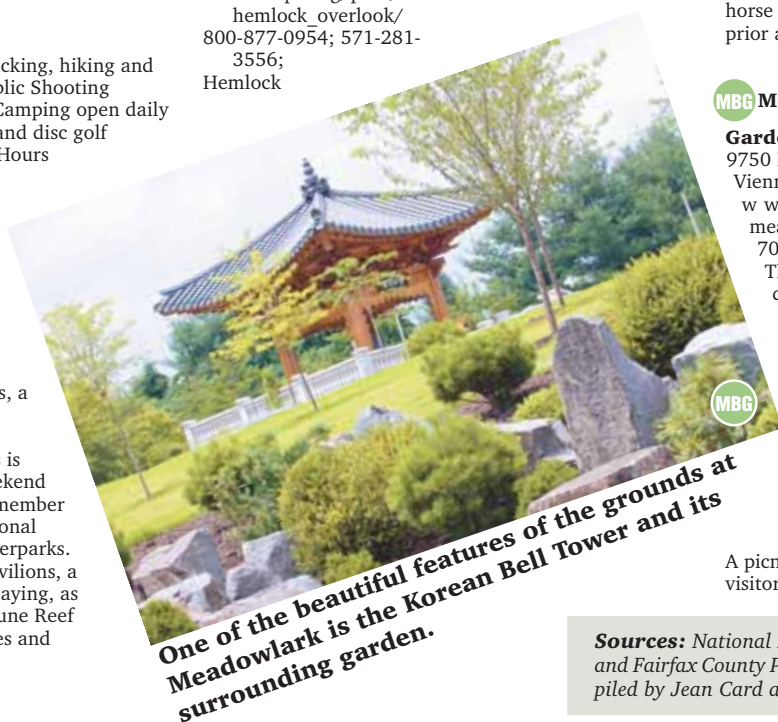 cking, hiking and
blic Shooting
Camping open daily
and disc golf
Hours
s, a
s is
ekend
member
onal
erparks.
vilions, a
aying, as
une Reef
es and
hemlock_overlook/
800-877-0954; 571-281-
3556;
Hemlock
One of the beautiful features of the grounds at
Meadowlark is the Korean Bell Tower and its
surrounding garden.
horse
prior a
MBG M
Garde
9750
Vienn
w w
mea
70
Th
c
MBG
A picn
visitor
Sources: National
and Fairfax County P
piled by Jean Card a